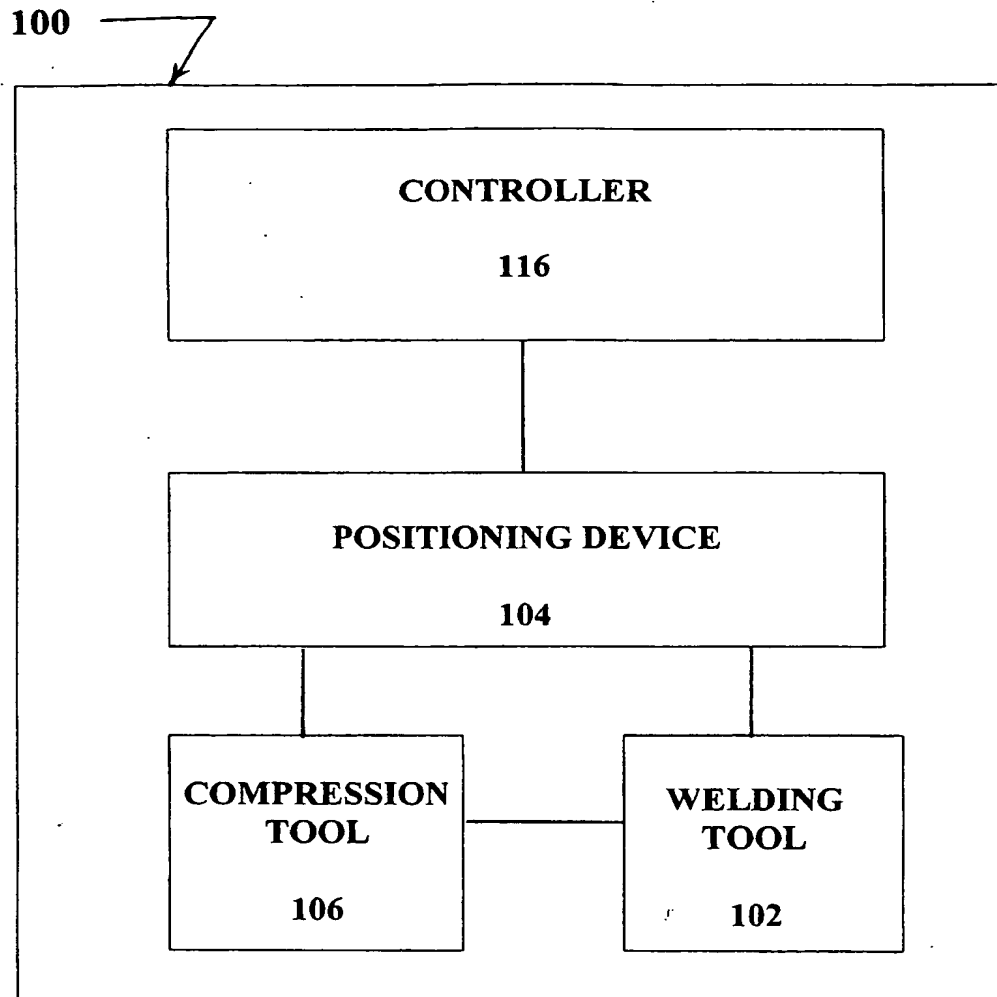 100
CONTROLLER
116
POSITIONING DEVICE
104
COMPRESSION
TOOL
106
WELDING
TOOL
102